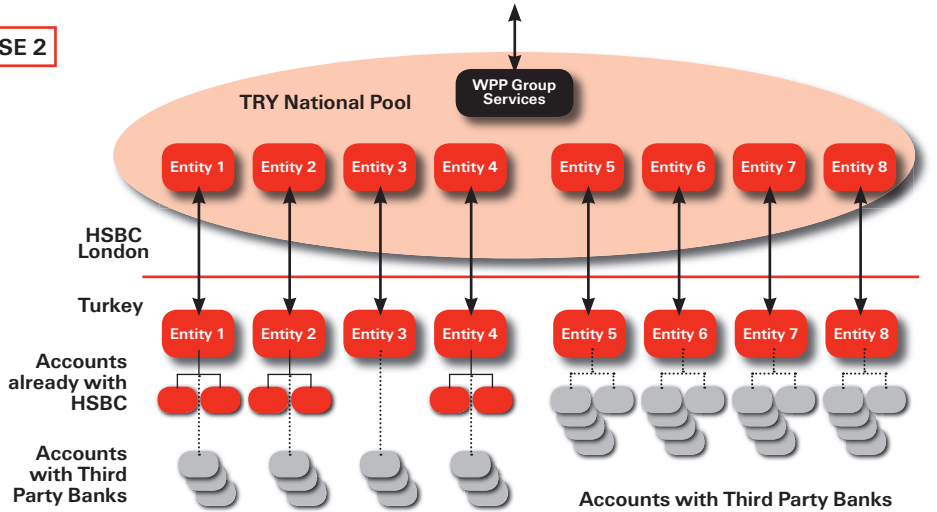 SE 2
WPP Group
Services
TRY National Pool
Entity 1
Entity 2
Entity 3
Entity 4
Entity 5
Entity 6
Entity 7
Entity 8
HSBC
London
Turkey
Entity 1
Entity 2
Entity 3
Entity 4
Entity 5
Entity 6
Entity 7
Entity 8
Accounts
already with
HSBC
Accounts
with Third
Party Banks
Accounts with Third Party Banks